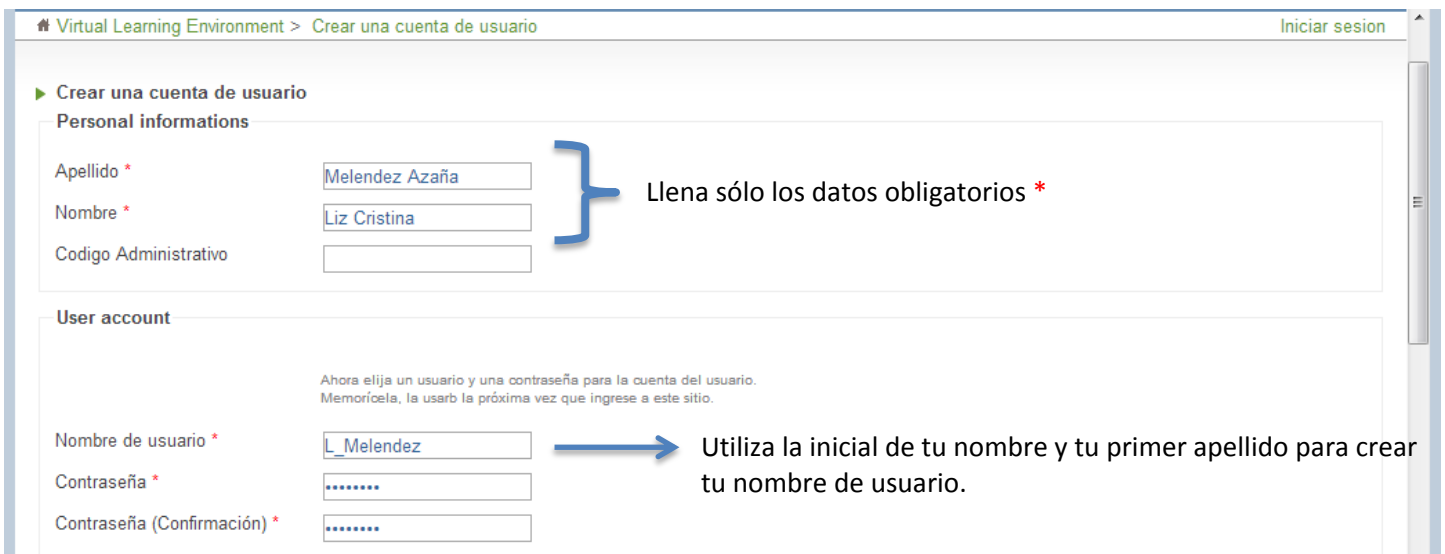 Virtual Learning Environment > Crear una cuenta de usuario Iniciar sesion
Crear una cuenta de usuario
Personal informations
Apellido * Melendez Azaña
Llena sólo los datos obligatorios *
Nombre * Liz Cristina
Codigo Administrativo
User account
Ahora elija un usuario y una contraseña para la cuenta del usuario.
Memorícela, la usarb la próxima vez que ingrese a este sitio.
Nombre de usuario * L_Melendez
Utiliza la inicial de tu nombre y tu primer apellido para crear
tu nombre de usuario.
Contraseña * ••••••••
Contraseña (Confirmación) * ••••••••